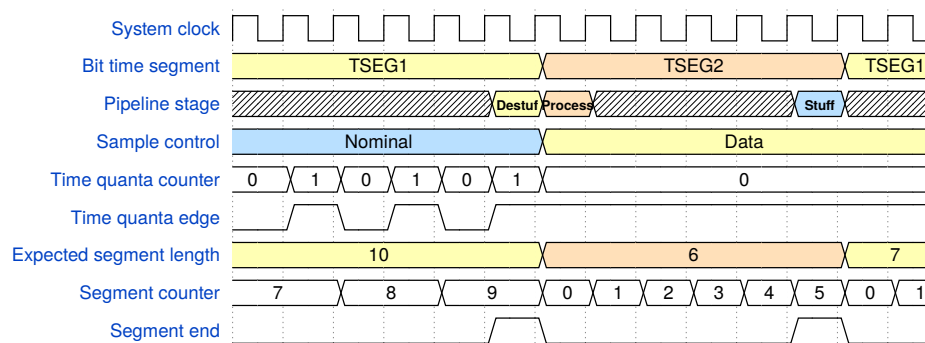 System clock
Bit time segment TSEG1 TSEG2 TSEG1
Pipeline stage Destuf Process Stuff
Sample control Nominal Data
Time quanta counter 0 1 0 1 0 1 0
Time quanta edge
Expected segment length 10 6 7
Segment counter 7 8 9 0 1 2 3 4 5 0 1
Segment end